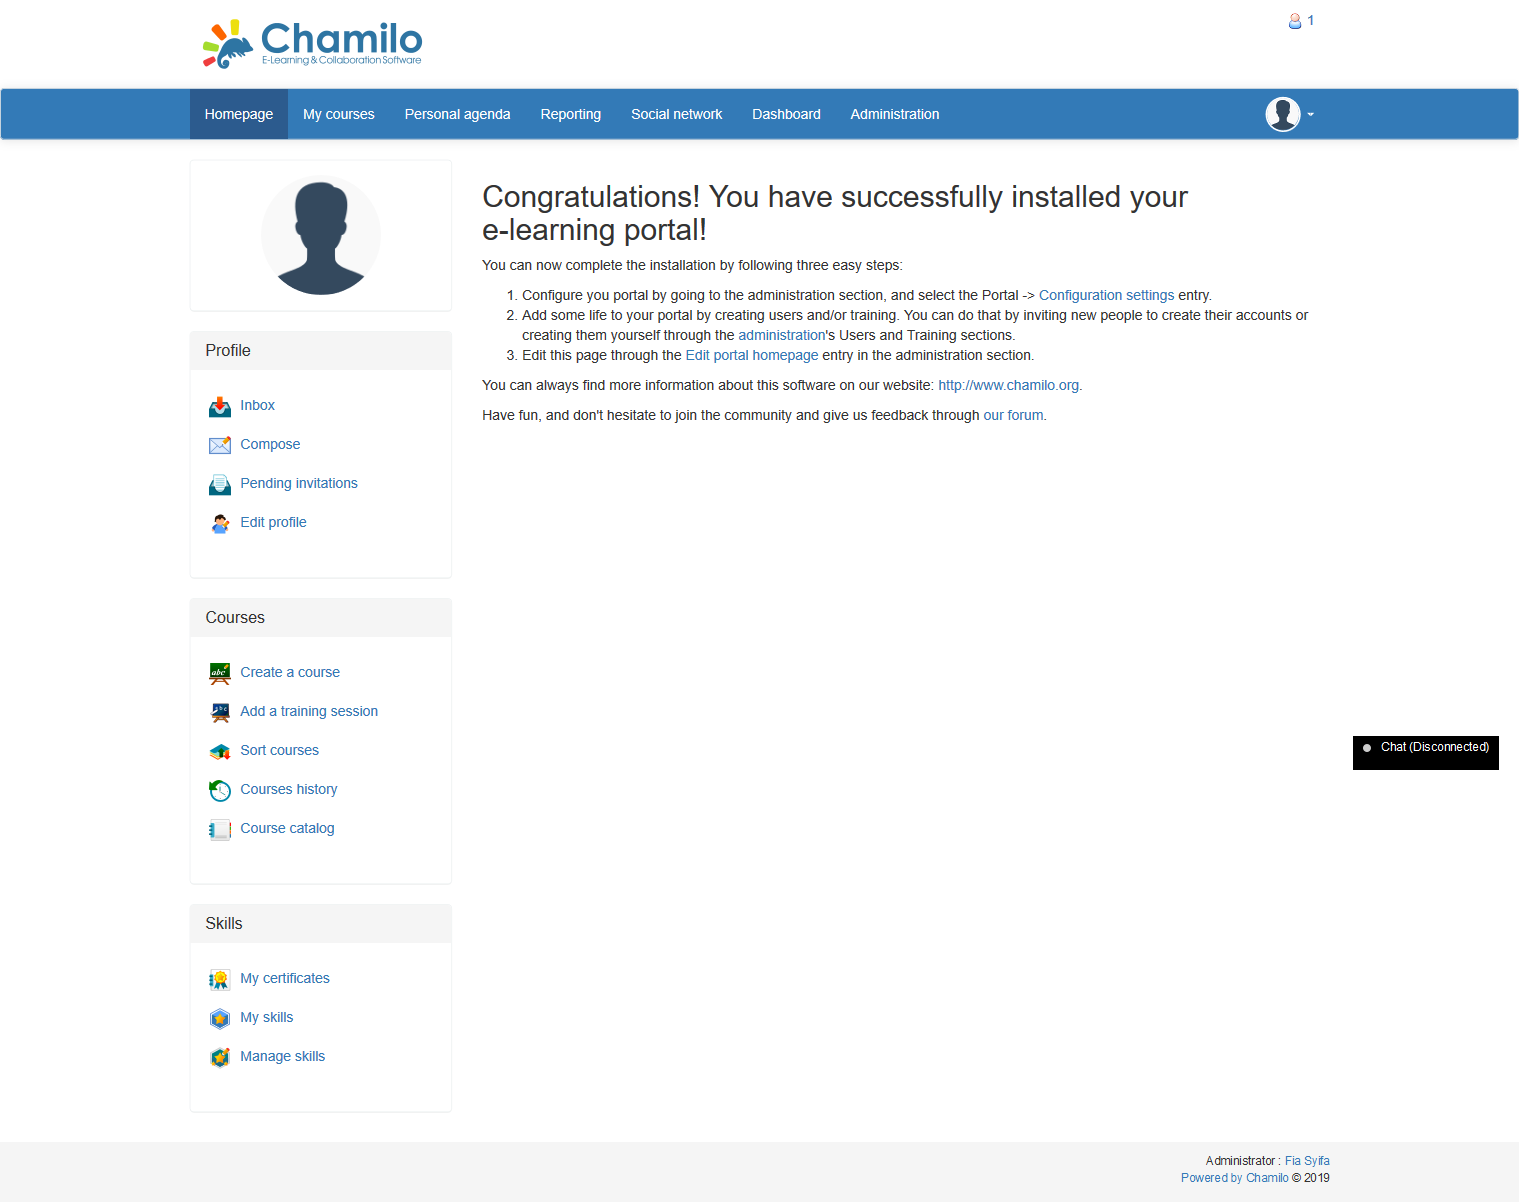 Chamilo
E-Learning & Collaboration Software
1
Homepage My courses Personal agenda Reporting Social network Dashboard Administration
Congratulations! You have successfully installed your
e-learning portal!
You can now complete the installation by following three easy steps:
1. Configure you portal by going to the administration section, and select the Portal -> Configuration settings entry.
2. Add some life to your portal by creating users and/or training. You can do that by inviting new people to create their accounts or
creating them yourself through the administration's Users and Training sections.
3. Edit this page through the Edit portal homepage entry in the administration section.
You can always find more information about this software on our website: http://www.chamilo.org.
Have fun, and don't hesitate to join the community and give us feedback through our forum.
Profile
Inbox
Compose
Pending invitations
Edit profile
Courses
abc
Create a course
abc
Add a training session
Sort courses
Courses history
Course catalog
Skills
My certificates
My skills
Manage skills
Chat (Disconnected)
Administrator : Fia Syifa
Powered by Chamilo © 2019